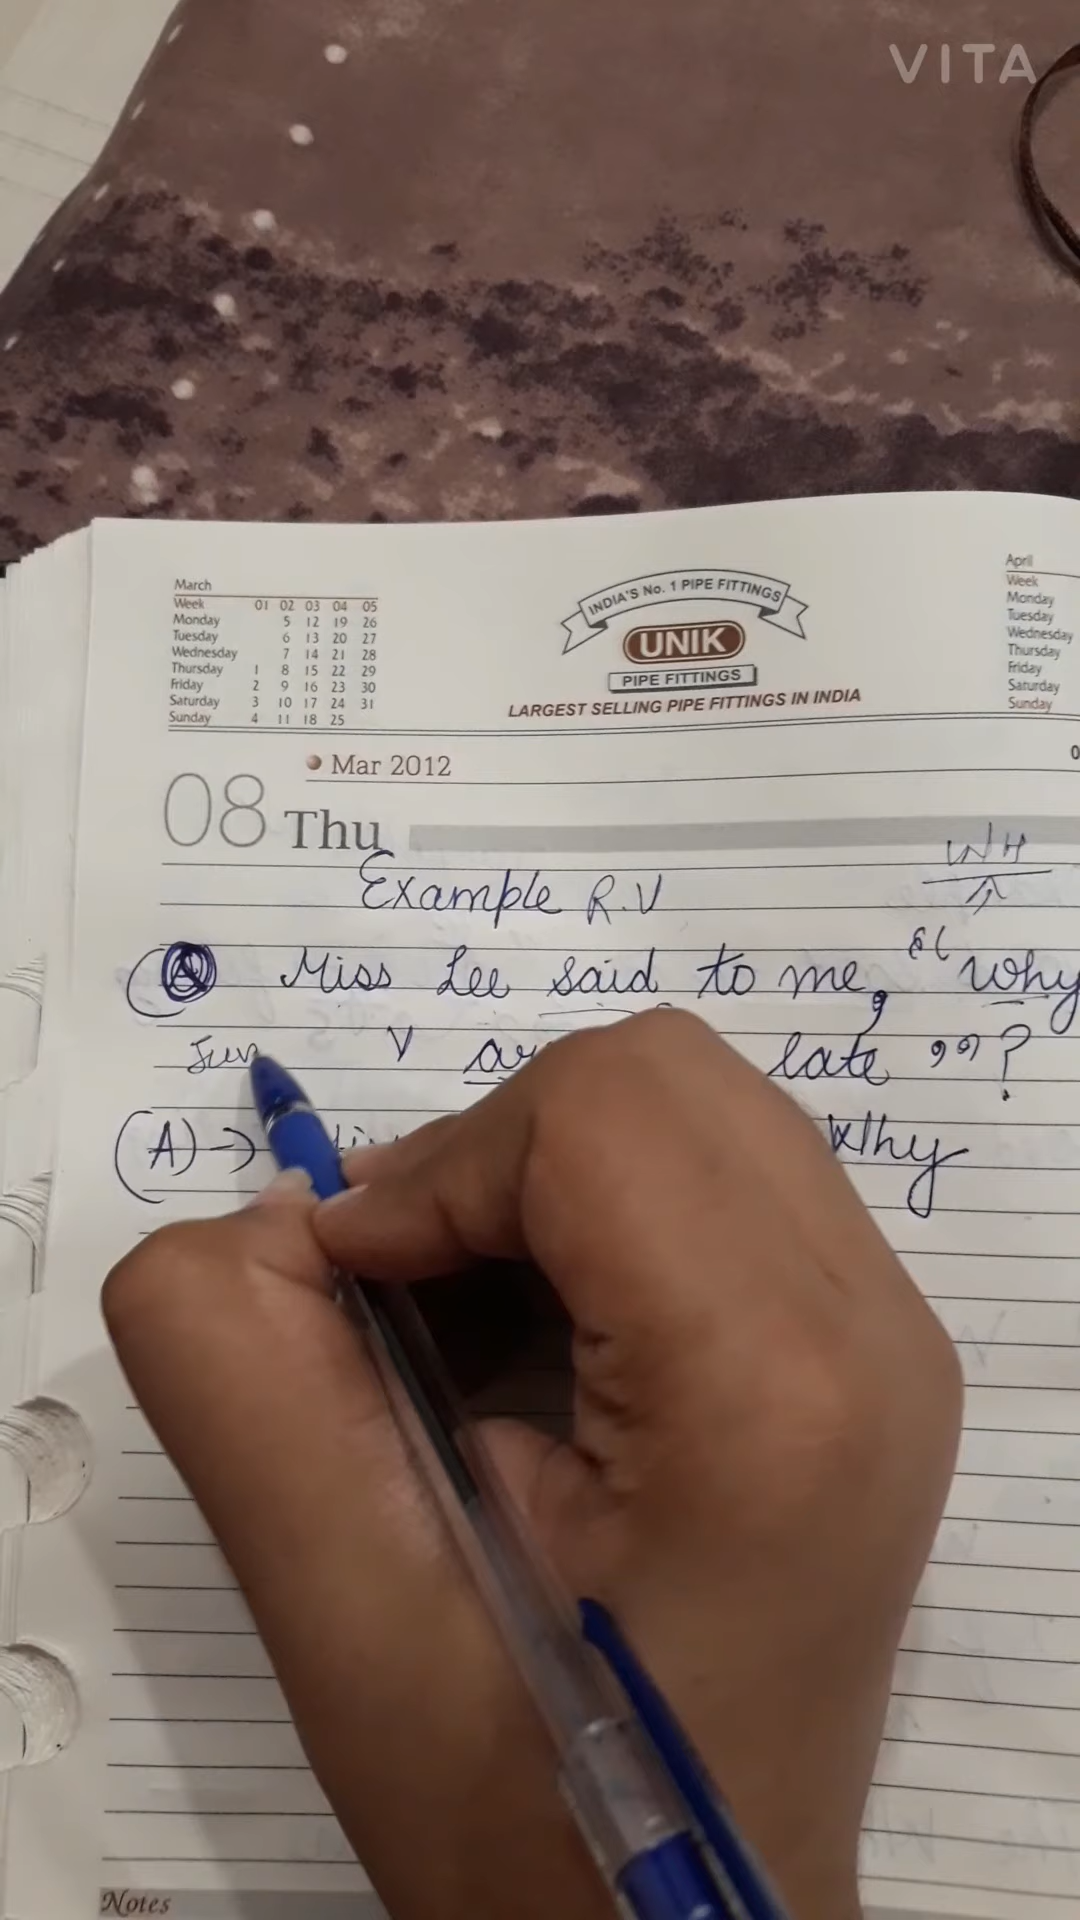 VITA
March
Week 01 02 03 04 05
Monday 5 12 19 26
Tuesday 6 13 20 27
Wednesday 7 14 21 28
Thursday 1 8 15 22 29
Friday 2 9 16 23 30
Saturday 3 10 17 24 31
Sunday 4 11 18 25
INDIA'S No. 1 PIPE FITTINGS
UNIK
PIPE FITTINGS
LARGEST SELLING PIPE FITTINGS IN INDIA
April
Week
Monday
Tuesday
Wednesday
Thursday
Friday
Saturday
Sunday
Mar 2012
08 Thu
WH
Example R.V
Miss Lee said to me, “why
V late ”?
(A) → Why
Notes